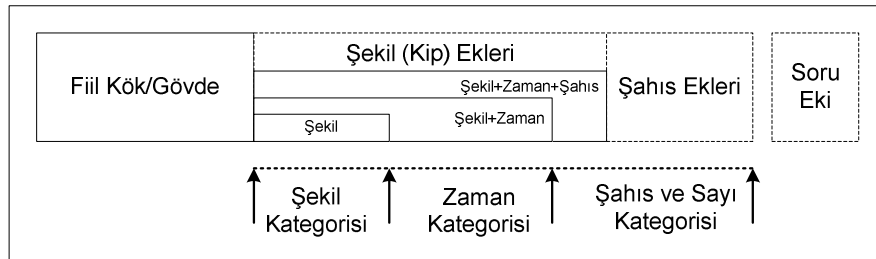 Fiil Kök/Gövde
Şekil (Kip) Ekleri
Şekil+Zaman+Şahıs
Şekil+Zaman
Şekil
Şahıs Ekleri
Soru
Eki
Şekil
Kategorisi
Zaman
Kategorisi
Şahıs ve Sayı
Kategorisi